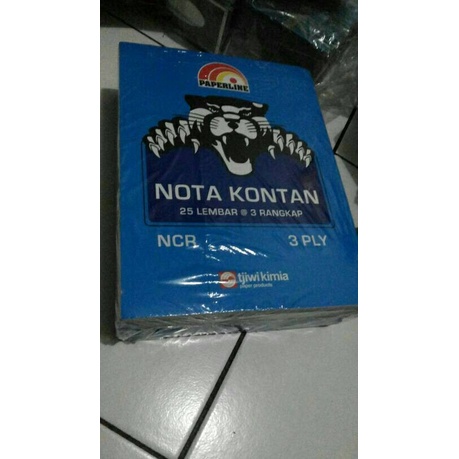 PAPERLINE
NOTA KONTAN
25 LEMBAR @ 3 RANGKAP
NCR 3 PLY
tjiwi kimia
paper products